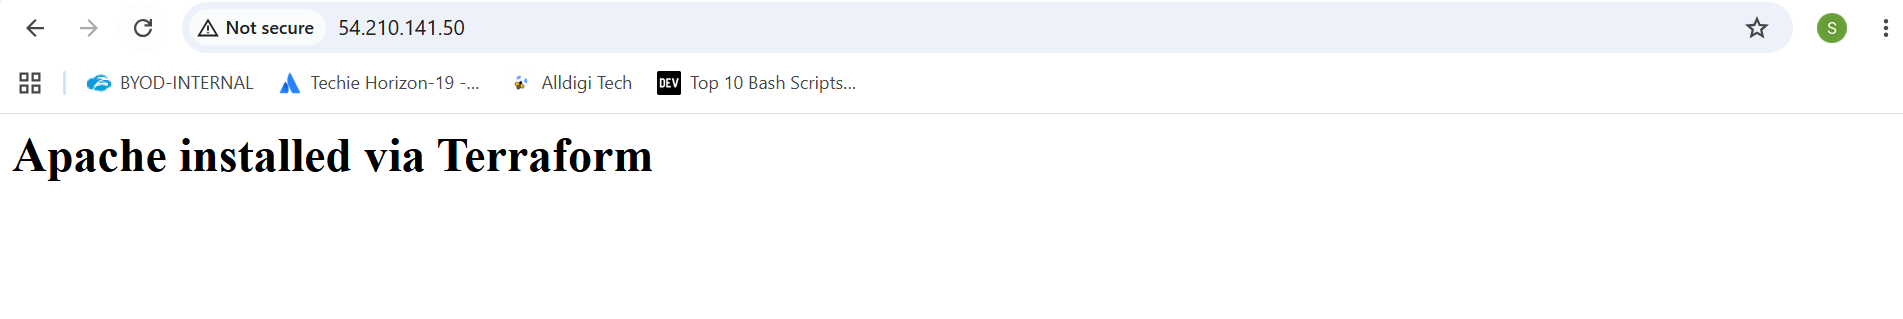 Not secure 54.210.141.50 S
BYOD-INTERNAL Techie Horizon-19 -... Alldigi Tech DEV Top 10 Bash Scripts...
Apache installed via Terraform